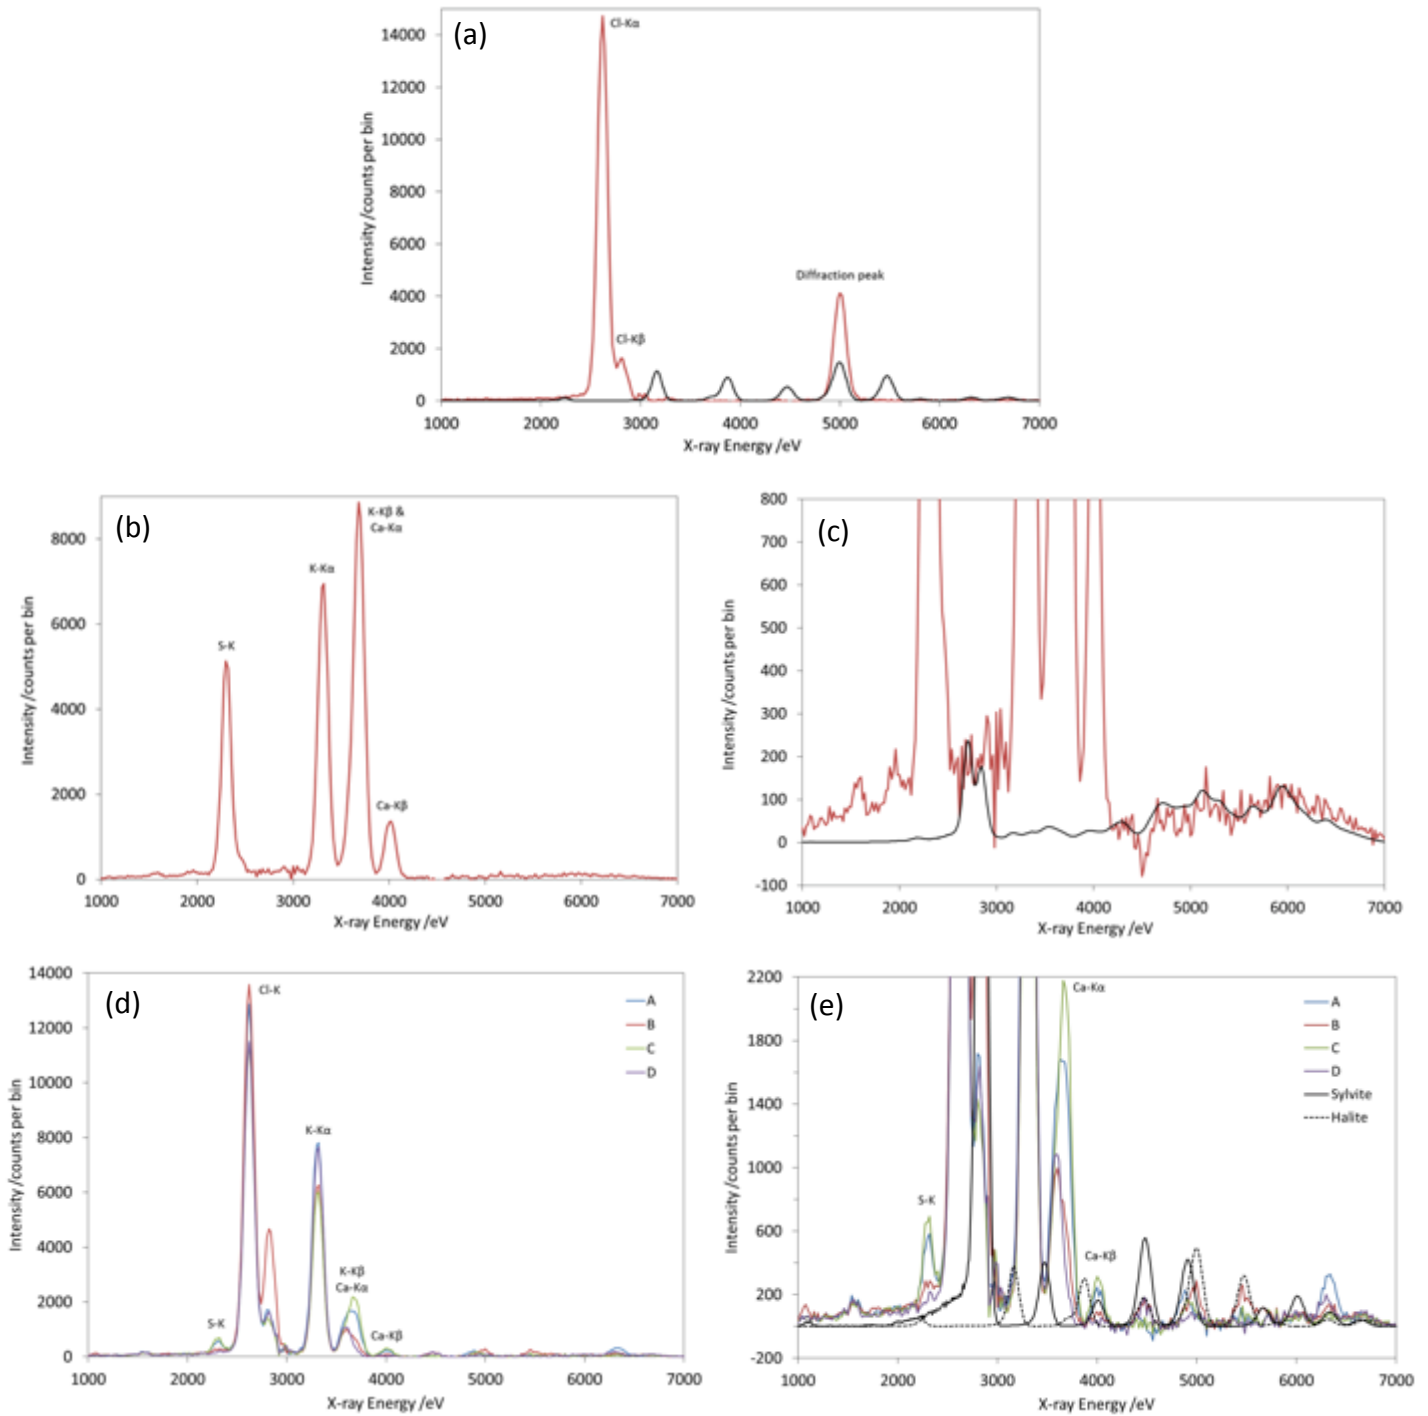 (a)
Cl-Kα
Cl-Kβ
Diffraction peak
Intensity /counts per bin
14000
12000
10000
8000
6000
4000
2000
0
1000 2000 3000 4000 5000 6000 7000
X-ray Energy /eV
(b)
S-K
K-Kα
K-Kβ &
Ca-Kα
Ca-Kβ
Intensity /counts per bin
8000
6000
4000
2000
0
1000 2000 3000 4000 5000 6000 7000
X-ray Energy /eV
(c)
Intensity /counts per bin
800
700
600
500
400
300
200
100
0
-100
1000 2000 3000 4000 5000 6000 7000
X-ray Energy /eV
(d)
Cl-K
K-Kα
K-Kβ
Ca-Kα
S-K
Ca-Kβ
A
B
C
D
Intensity /counts per bin
14000
12000
10000
8000
6000
4000
2000
0
1000 2000 3000 4000 5000 6000 7000
X-ray Energy /eV
(e)
Ca-Kα
S-K
Ca-Kβ
A
B
C
D
Sylvite
Halite
Intensity /counts per bin
2200
1800
1400
1000
600
200
-200
1000 2000 3000 4000 5000 6000 7000
X-ray Energy /eV